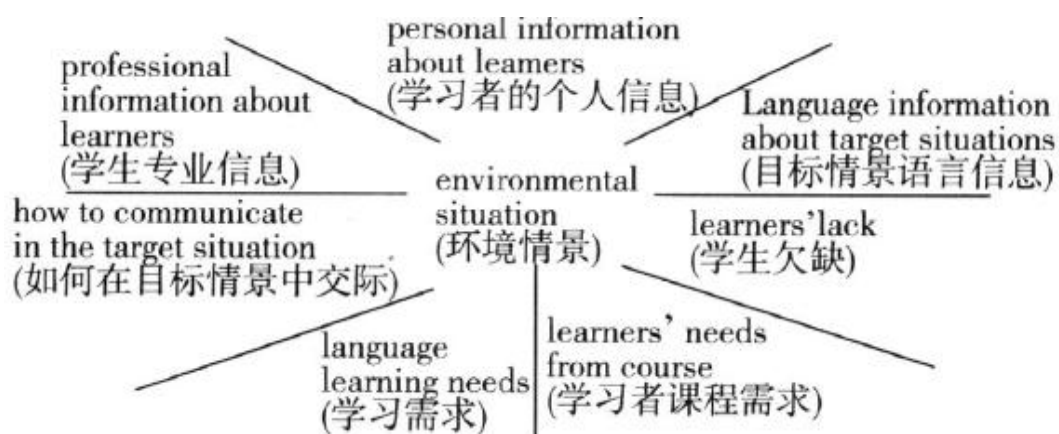 personal information
about leamers
(学习者的个人信息)
professional
information about
learners
(学生专业信息)
Language information
about target situations
(目标情景语言信息)
environmental
situation
(环境情景)
how to communicate
in the target situation
(如何在目标情景中交际)
learners'lack
(学生欠缺)
language
learning needs
(学习需求)
learners' needs
from course
(学习者课程需求)